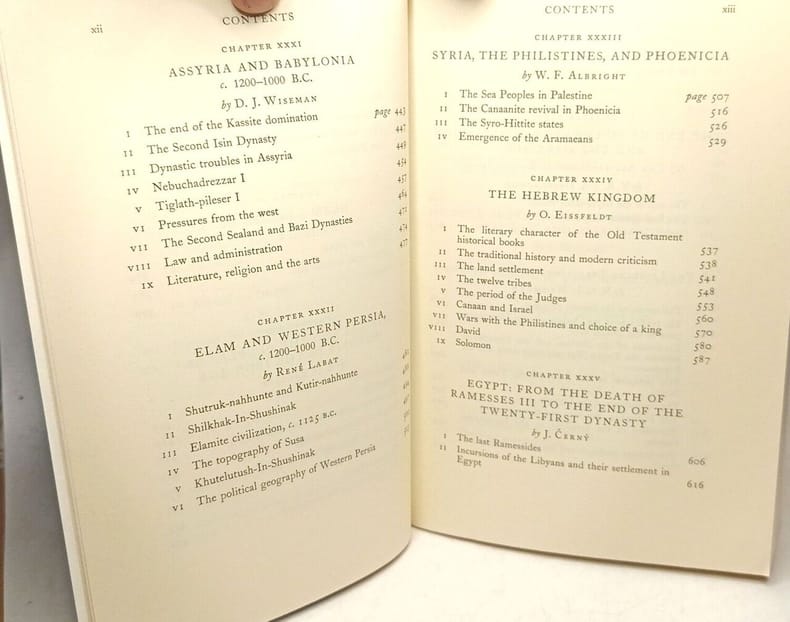 xii
CONTENTS
CHAPTER XXXI
ASSYRIA AND BABYLONIA
c. 1200–1000 B.C.
by D. J. WISEMAN
I The end of the Kassite domination page 443
II The Second Isin Dynasty 447
III Dynastic troubles in Assyria 449
IV Nebuchadrezzar I 454
V Tiglath-pileser I 457
VI Pressures from the west 464
VII The Second Sealand and Bazi Dynasties 471
VIII Law and administration 474
IX Literature, religion and the arts 477
CHAPTER XXXII
ELAM AND WESTERN PERSIA,
c. 1200–1000 B.C.
by RENÉ LABAT
I Shutruk-nahhunte and Kutir-nahhunte
II Shilkhak-In-Shushinak
III Elamite civilization, c. 1125 B.C.
IV The topography of Susa
V Khutelutush-In-Shushinak
VI The political geography of Western Persia
CONTENTS
xiii
CHAPTER XXXIII
SYRIA, THE PHILISTINES, AND PHOENICIA
by W. F. ALBRIGHT
I The Sea Peoples in Palestine page 507
II The Canaanite revival in Phoenicia 516
III The Syro-Hittite states 526
IV Emergence of the Aramaeans 529
CHAPTER XXXIV
THE HEBREW KINGDOM
by O. EISSFELDT
I The literary character of the Old Testament
historical books 537
II The traditional history and modern criticism 538
III The land settlement 541
IV The twelve tribes 548
V The period of the Judges 553
VI Canaan and Israel 560
VII Wars with the Philistines and choice of a king 570
VIII David 580
IX Solomon 587
CHAPTER XXXV
EGYPT: FROM THE DEATH OF
RAMESSES III TO THE END OF THE
TWENTY-FIRST DYNASTY
by J. ČERNÝ
I The last Ramessides 606
II Incursions of the Libyans and their settlement in
Egypt 616